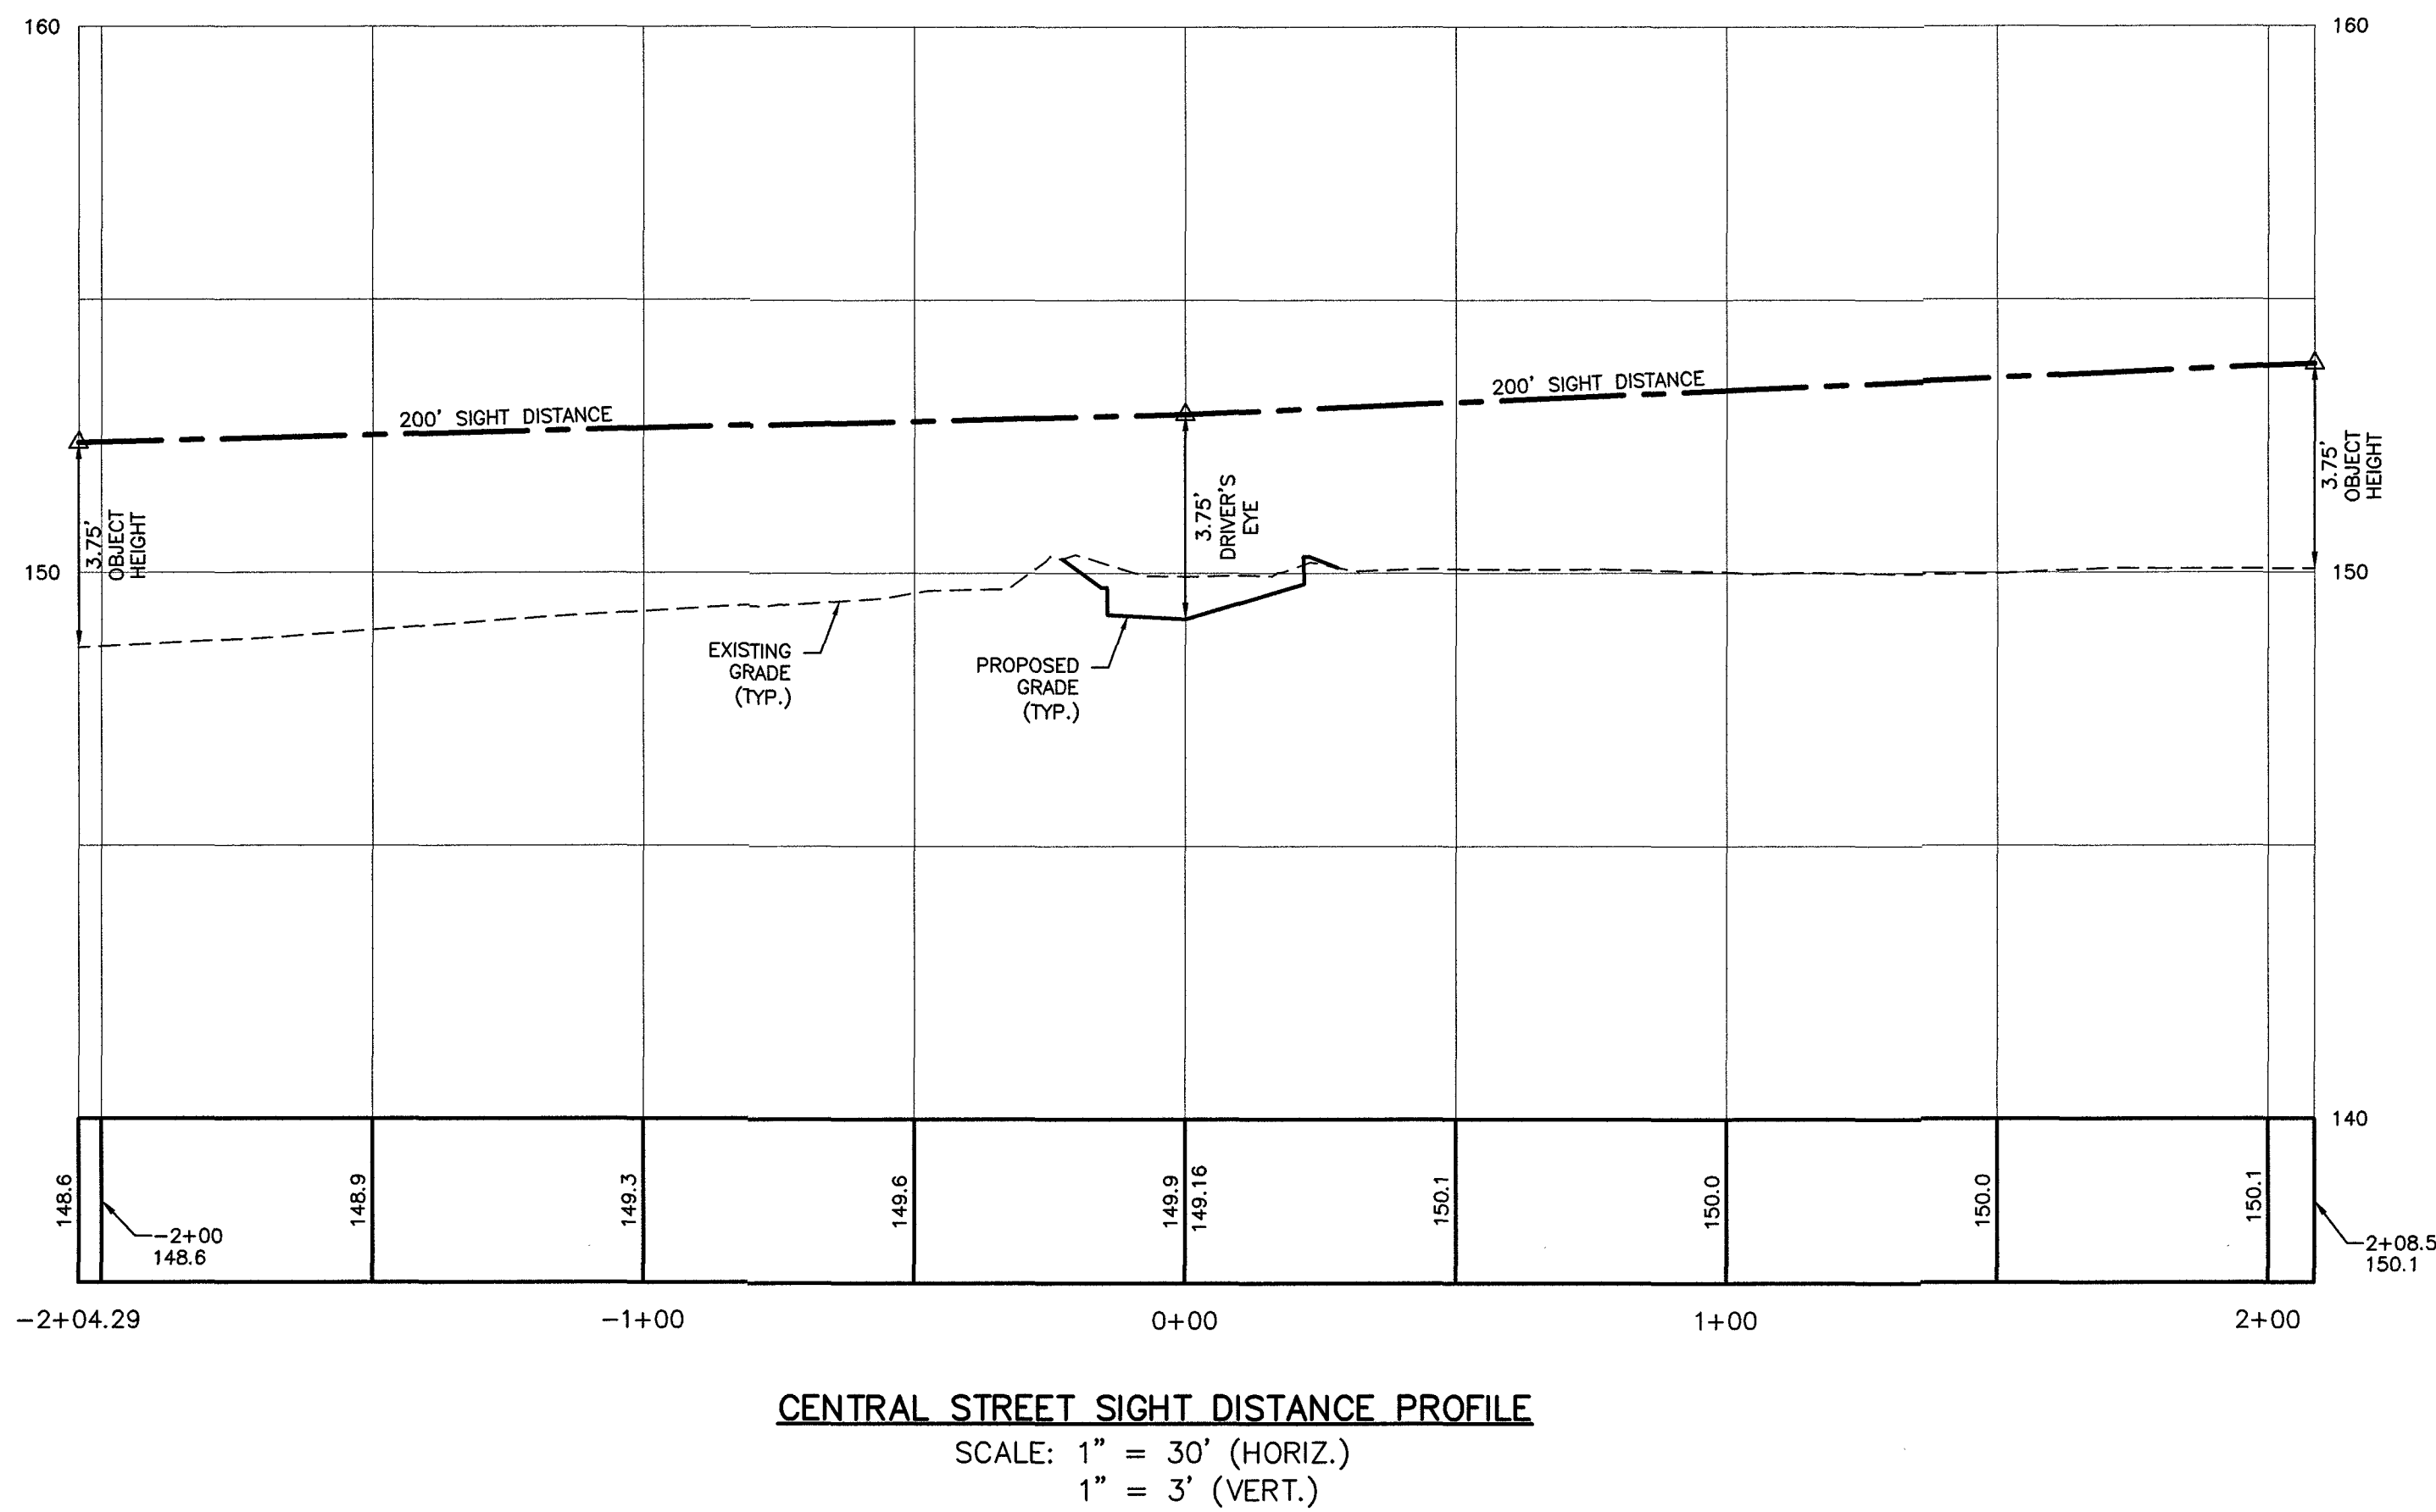 160
160
200' SIGHT DISTANCE
200' SIGHT DISTANCE
3.75'
OBJECT
HEIGHT
3.75'
DRIVER'S
EYE
3.75'
OBJECT
HEIGHT
150
150
EXISTING
GRADE
(TYP.)
PROPOSED
GRADE
(TYP.)
140
148.6
-2+00
148.6
148.9
149.3
149.6
149.9
149.16
150.1
150.0
150.0
150.1
2+08.5
150.1
-2+04.29
-1+00
0+00
1+00
2+00
CENTRAL STREET SIGHT DISTANCE PROFILE
SCALE: 1" = 30' (HORIZ.)
1" = 3' (VERT.)